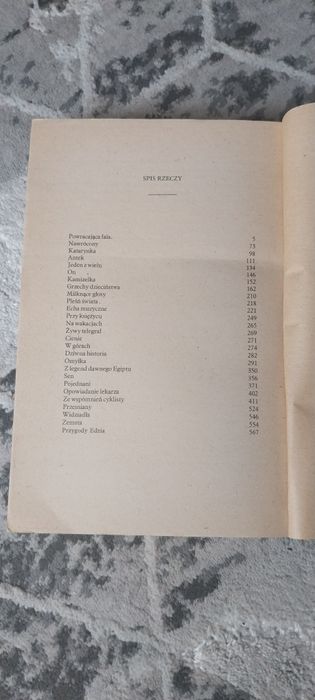 SPIS RZECZY
Powracająca fala. 5
Nawrócony 73
Katarynka 98
Antek 111
Jeden z wielu 134
On 146
Kamizelka 152
Grzechy dzieciństwa 162
Milknące głosy 210
Pleśń świata 218
Echa muzyczne 221
Przy księżycu 249
Na wakacjach 265
Żywy telegraf 269
Cienie 271
W górach 274
Dziwna historia 282
Omyłka 291
Z legend dawnego Egiptu 350
Sen 356
Pojednani 371
Opowiadanie lekarza 402
Ze wspomnień cyklisty 411
Przemiany 524
Widziadła 546
Zemsta 554
Przygody Edzia 567